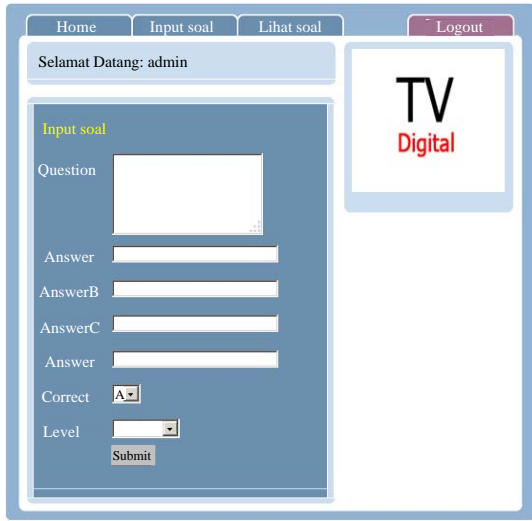 Home Input soal Lihat soal Logout
Selamat Datang: admin
TV
Digital
Input soal
Question
Answer
AnswerB
AnswerC
Answer
Correct A
Level
Submit